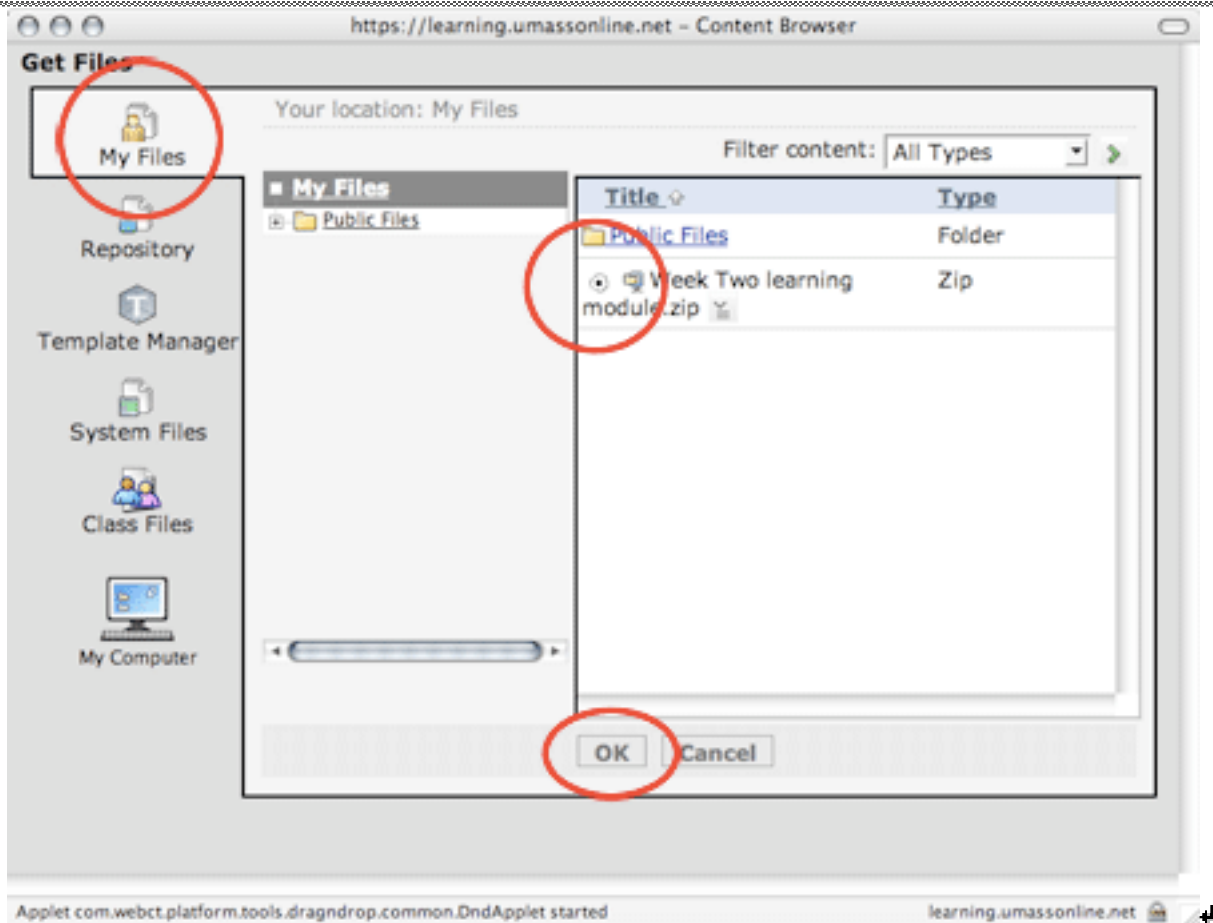 https://learning.umassonline.net – Content Browser
Get Files
My Files
Repository
Template Manager
System Files
Class Files
My Computer
Your location: My Files
Filter content: All Types
My Files
Public Files
Title Type
Public Files Folder
Week Two learning Zip
module.zip
OK Cancel
Applet com.webct.platform.tools.dragndrop.common.DndApplet started learning.umassonline.net